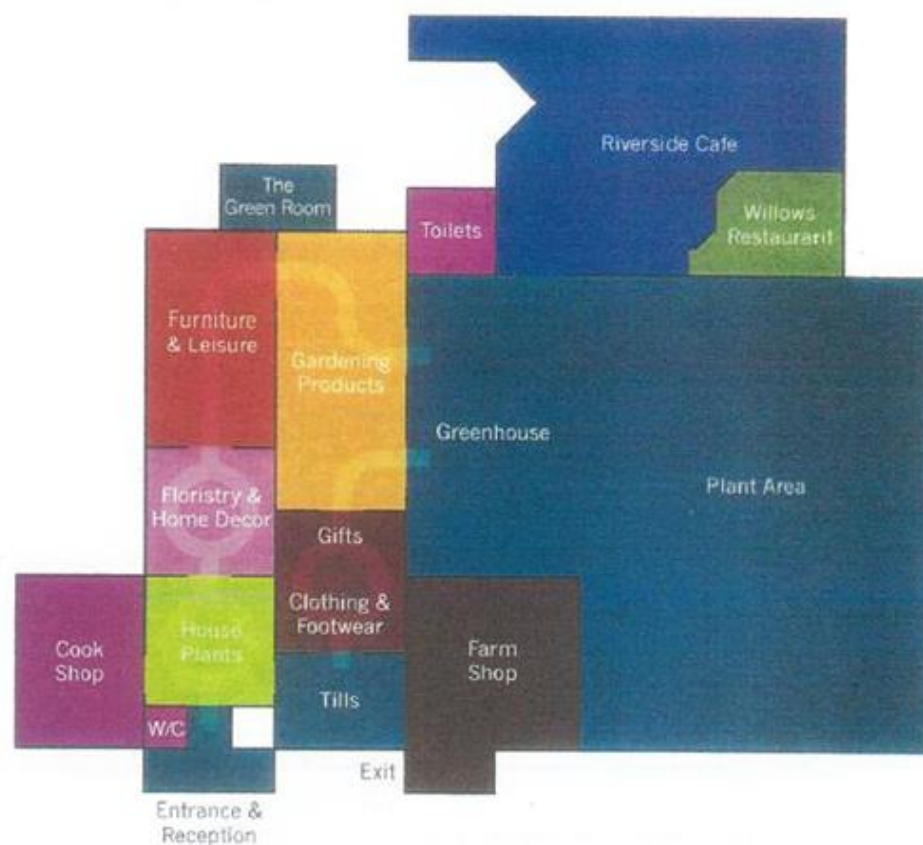 Riverside Cafe
The
Green Room
Toilets
Willows
Restaurant
Furniture
& Leisure
Gardening
Products
Greenhouse
Plant Area
Floristry &
Home Decor
Gifts
Clothing &
Footwear
House
Plants
Cook
Shop
Farm
Shop
W/C
Tills
Exit
Entrance &
Reception